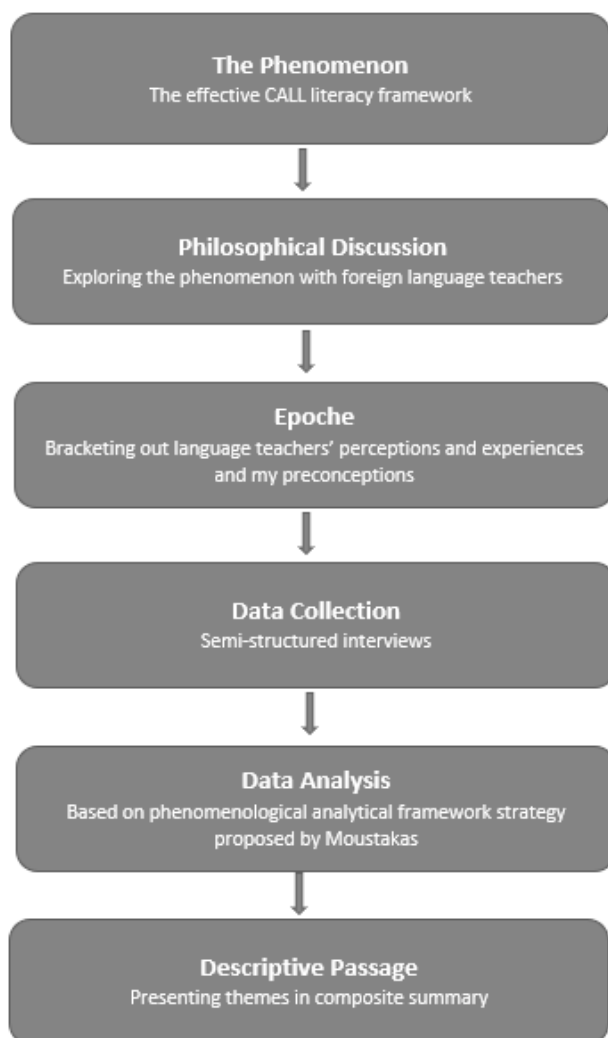 The Phenomenon
The effective CALL literacy framework
Philosophical Discussion
Exploring the phenomenon with foreign language teachers
Epoche
Bracketing out language teachers’ perceptions and experiences
and my preconceptions
Data Collection
Semi-structured interviews
Data Analysis
Based on phenomenological analytical framework strategy
proposed by Moustakas
Descriptive Passage
Presenting themes in composite summary